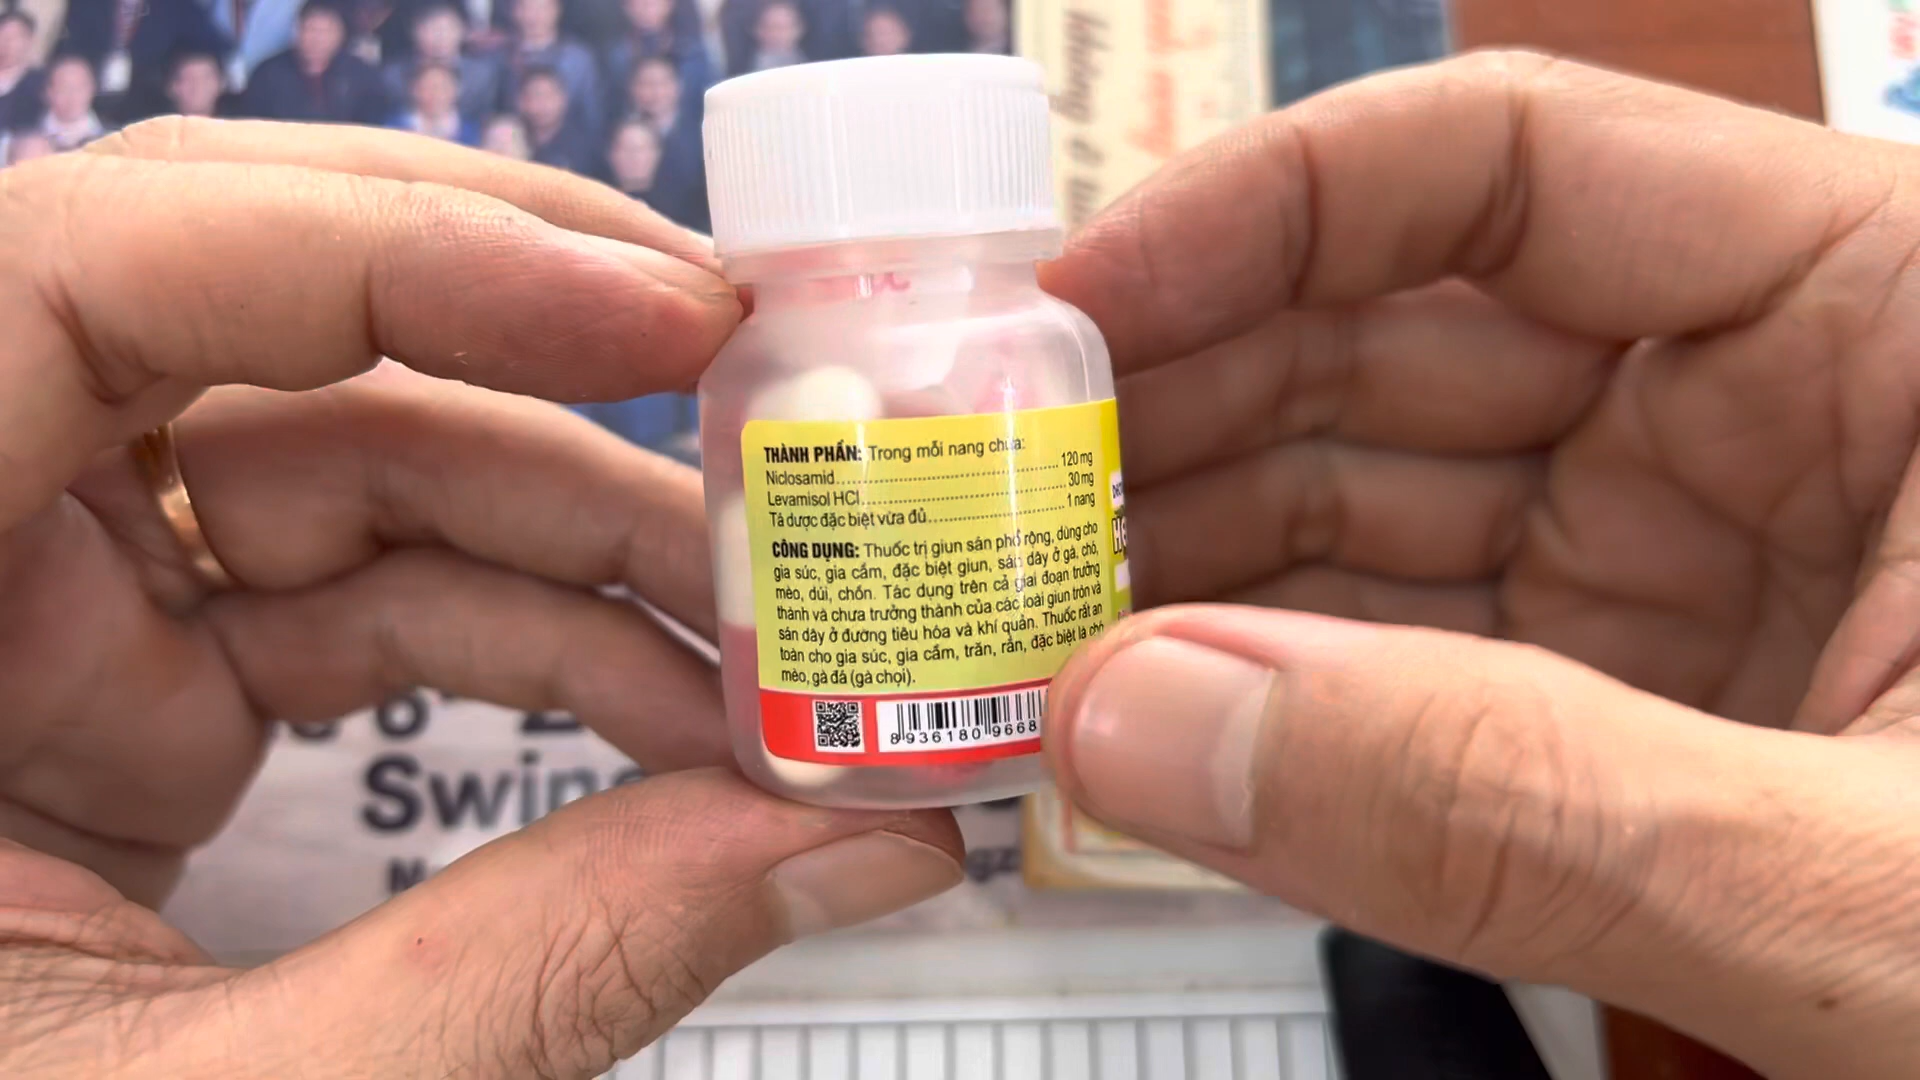 không ở
THÀNH PHẦN: Trong mỗi nang chứa:
Niclosamid.......................................... 120 mg
Levamisol HCl...................................... 30 mg
Tá dược đặc biệt vừa đủ........................... 1 nang
CÔNG DỤNG: Thuốc trị giun sán phổ rộng, dùng cho
gia súc, gia cầm, đặc biệt giun, sán dây ở gà, chó,
mèo, dúi, chồn. Tác dụng trên cả giai đoạn trưởng
thành và chưa trưởng thành của các loài giun tròn và
sán dây ở đường tiêu hóa và khí quản. Thuốc rất an
toàn cho gia súc, gia cầm, trăn, rắn, đặc biệt là chó
mèo, gà đá (gà chọi).
8 936180 9668
Swine